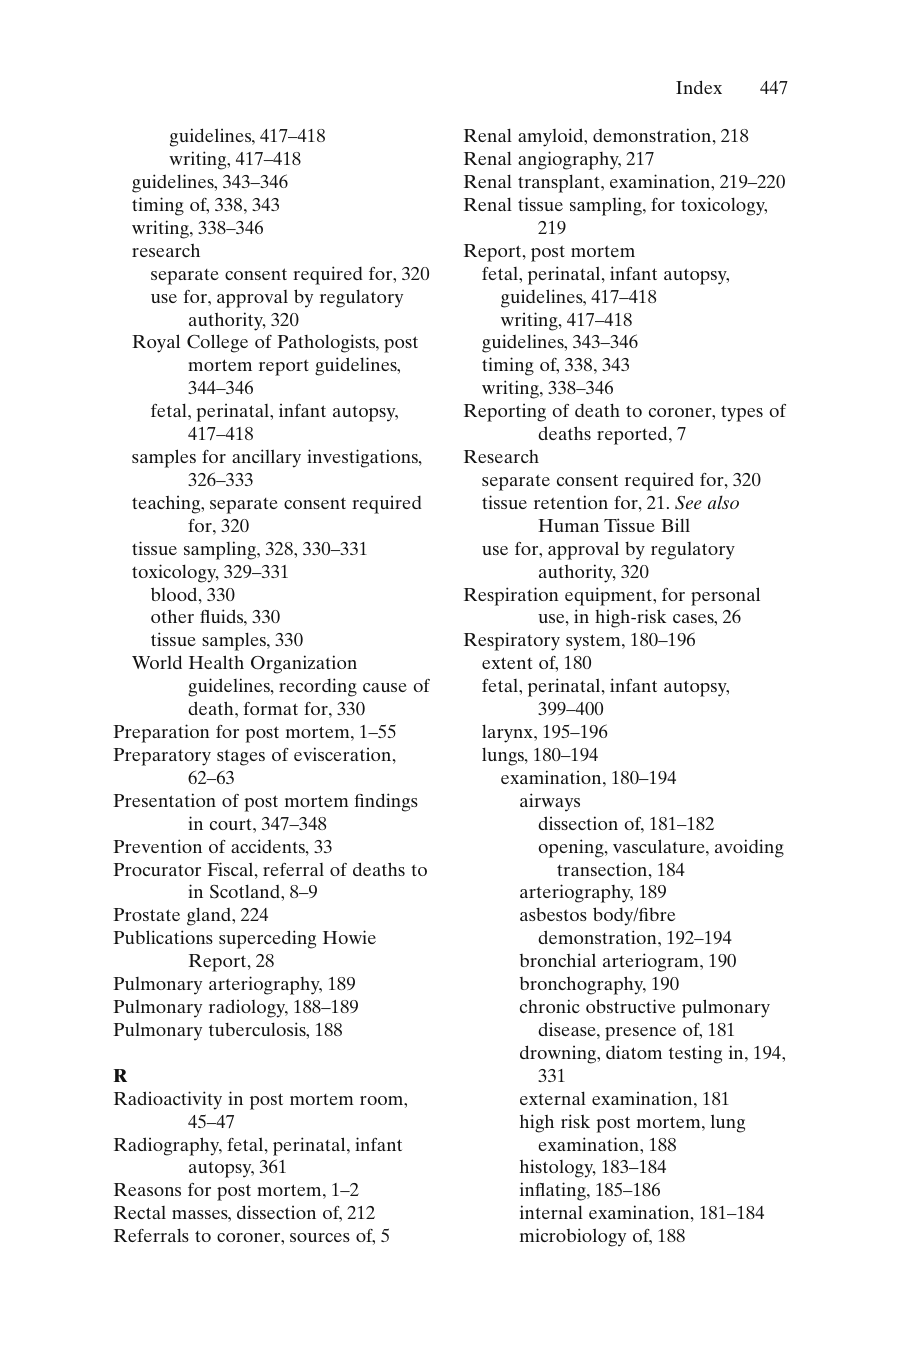 Index 447
guidelines, 417–418
writing, 417–418
guidelines, 343–346
timing of, 338, 343
writing, 338–346
research
separate consent required for, 320
use for, approval by regulatory
authority, 320
Royal College of Pathologists, post
mortem report guidelines,
344–346
fetal, perinatal, infant autopsy,
417–418
samples for ancillary investigations,
326–333
teaching, separate consent required
for, 320
tissue sampling, 328, 330–331
toxicology, 329–331
blood, 330
other fluids, 330
tissue samples, 330
World Health Organization
guidelines, recording cause of
death, format for, 330
Preparation for post mortem, 1–55
Preparatory stages of evisceration,
62–63
Presentation of post mortem findings
in court, 347–348
Prevention of accidents, 33
Procurator Fiscal, referral of deaths to
in Scotland, 8–9
Prostate gland, 224
Publications superceding Howie
Report, 28
Pulmonary arteriography, 189
Pulmonary radiology, 188–189
Pulmonary tuberculosis, 188
R
Radioactivity in post mortem room,
45–47
Radiography, fetal, perinatal, infant
autopsy, 361
Reasons for post mortem, 1–2
Rectal masses, dissection of, 212
Referrals to coroner, sources of, 5
Renal amyloid, demonstration, 218
Renal angiography, 217
Renal transplant, examination, 219–220
Renal tissue sampling, for toxicology,
219
Report, post mortem
fetal, perinatal, infant autopsy,
guidelines, 417–418
writing, 417–418
guidelines, 343–346
timing of, 338, 343
writing, 338–346
Reporting of death to coroner, types of
deaths reported, 7
Research
separate consent required for, 320
tissue retention for, 21. See also
Human Tissue Bill
use for, approval by regulatory
authority, 320
Respiration equipment, for personal
use, in high-risk cases, 26
Respiratory system, 180–196
extent of, 180
fetal, perinatal, infant autopsy,
399–400
larynx, 195–196
lungs, 180–194
examination, 180–194
airways
dissection of, 181–182
opening, vasculature, avoiding
transection, 184
arteriography, 189
asbestos body/fibre
demonstration, 192–194
bronchial arteriogram, 190
bronchography, 190
chronic obstructive pulmonary
disease, presence of, 181
drowning, diatom testing in, 194,
331
external examination, 181
high risk post mortem, lung
examination, 188
histology, 183–184
inflating, 185–186
internal examination, 181–184
microbiology of, 188